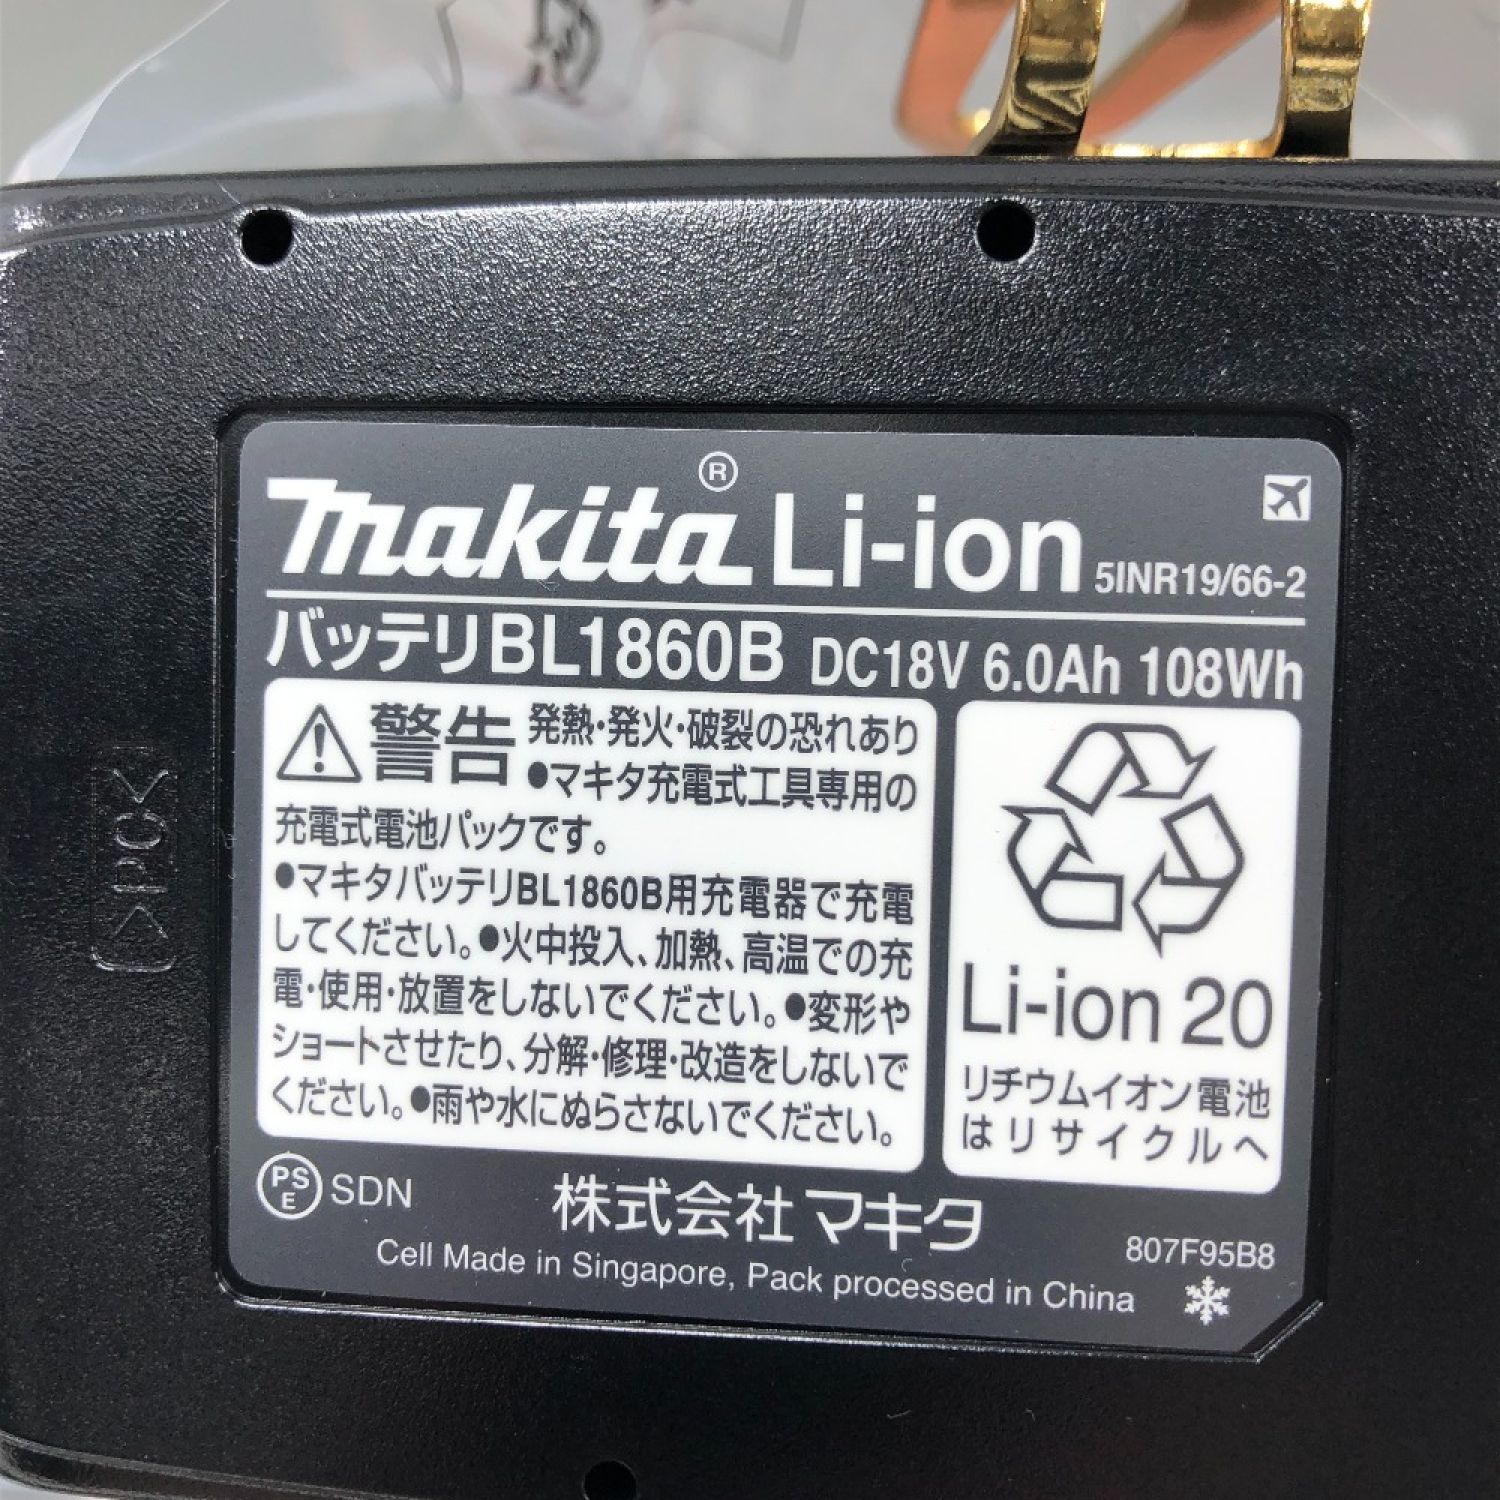 makita® Li-ion 5INR19/66-2
バッテリBL1860B DC18V 6.0Ah 108Wh
警告 発熱・発火・破裂の恐れあり
●マキタ充電式工具専用の
充電式電池パックです。
●マキタバッテリBL1860B用充電器で充電
してください。●火中投入、加熱、高温での充
電・使用・放置をしないでください。●変形や
ショートさせたり、分解・修理・改造をしないで
ください。●雨や水にぬらさないでください。
Li-ion 20
リチウムイオン電池
はリサイクルへ
PS
E SDN
株式会社マキタ
807F95B8
Cell Made in Singapore, Pack processed in China
>PC<